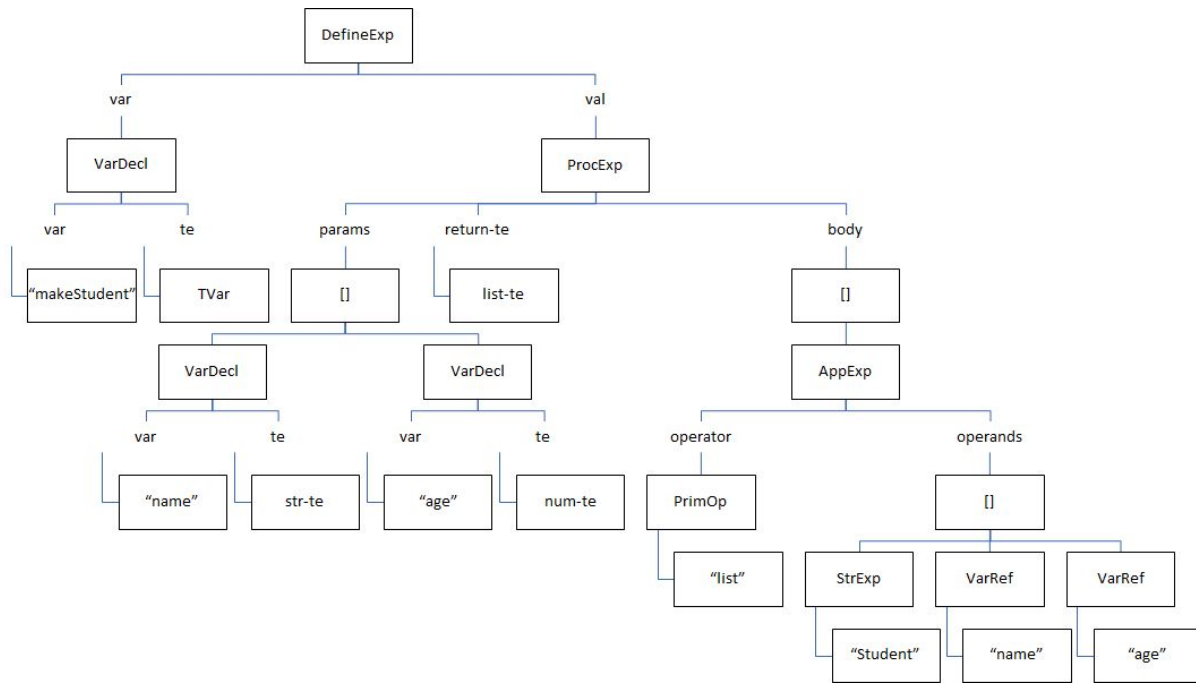 DefineExp
var val
VarDecl ProcExp
var te params return-te body
“makeStudent” TVar [] list-te []
VarDecl VarDecl AppExp
var te var te operator operands
“name” str-te “age” num-te PrimOp []
“list” StrExp VarRef VarRef
“Student” “name” “age”